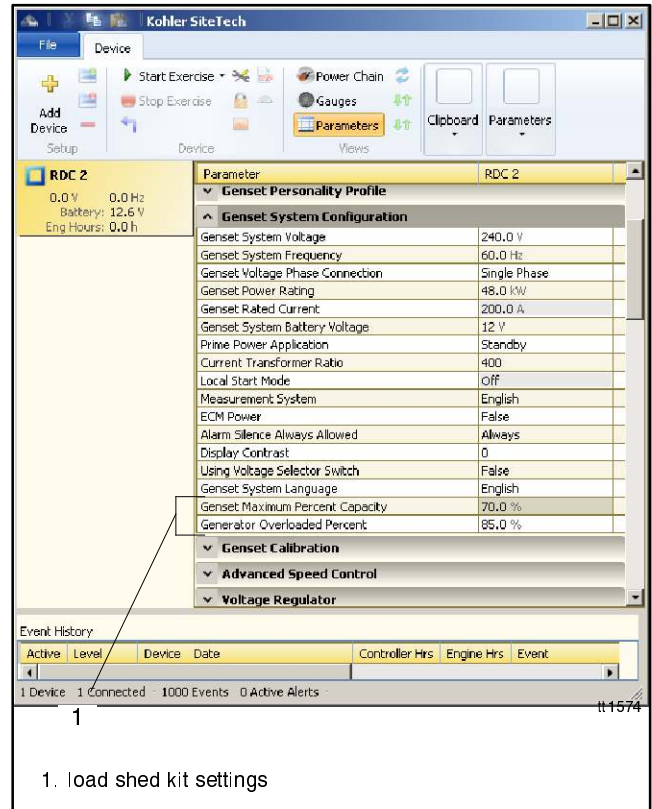 Kohler SiteTech
File
Device
Add Device
Setup
Start Exercise
Stop Exercise
Device
Power Chain
Gauges
Parameters
Views
Clipboard
Parameters
RDC 2
0.0 V 0.0 Hz
Battery: 12.6 V
Eng Hours: 0.0 h
Parameter RDC 2
Genset Personality Profile
Genset System Configuration
Genset System Voltage 240.0 V
Genset System Frequency 60.0 Hz
Genset Voltage Phase Connection Single Phase
Genset Power Rating 48.0 kW
Genset Rated Current 200.0 A
Genset System Battery Voltage 12 V
Prime Power Application Standby
Current Transformer Ratio 400
Local Start Mode Off
Measurement System English
ECM Power False
Alarm Silence Always Allowed Always
Display Contrast 0
Using Voltage Selector Switch False
Genset System Language English
Genset Maximum Percent Capacity 70.0 %
Generator Overloaded Percent 85.0 %
Genset Calibration
Advanced Speed Control
Voltage Regulator
Event History
Active Level Device Date Controller Hrs Engine Hrs Event
1 Device 1 Connected 1000 Events 0 Active Alerts
tt1574
1
1. load shed kit settings